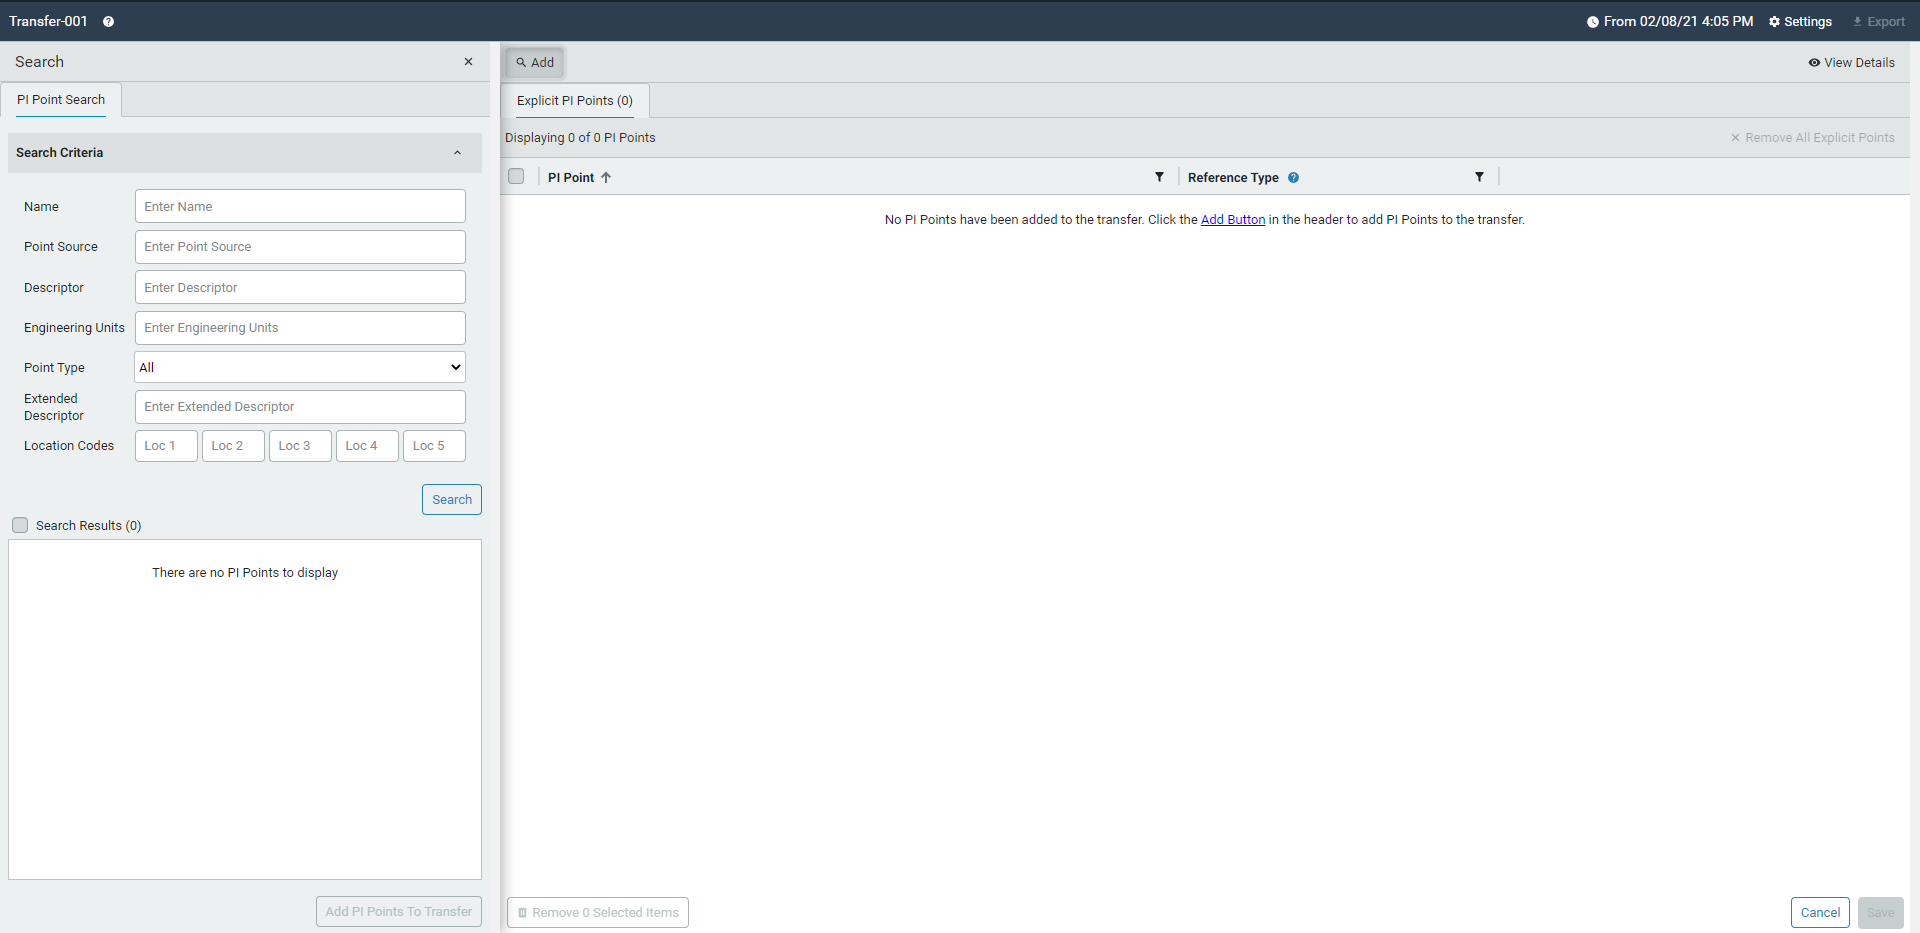 Transfer-001
From 02/08/21 4:05 PM
Settings
Export
Search
Add
View Details
PI Point Search
Explicit PI Points (0)
Displaying 0 of 0 PI Points
Remove All Explicit Points
Search Criteria
PI Point
Reference Type
Name
Enter Name
No PI Points have been added to the transfer. Click the Add Button in the header to add PI Points to the transfer.
Point Source
Enter Point Source
Descriptor
Enter Descriptor
Engineering Units
Enter Engineering Units
Point Type
All
Extended
Descriptor
Enter Extended Descriptor
Location Codes
Loc 1
Loc 2
Loc 3
Loc 4
Loc 5
Search
Search Results (0)
There are no PI Points to display
Add PI Points To Transfer
Remove 0 Selected Items
Cancel
Save